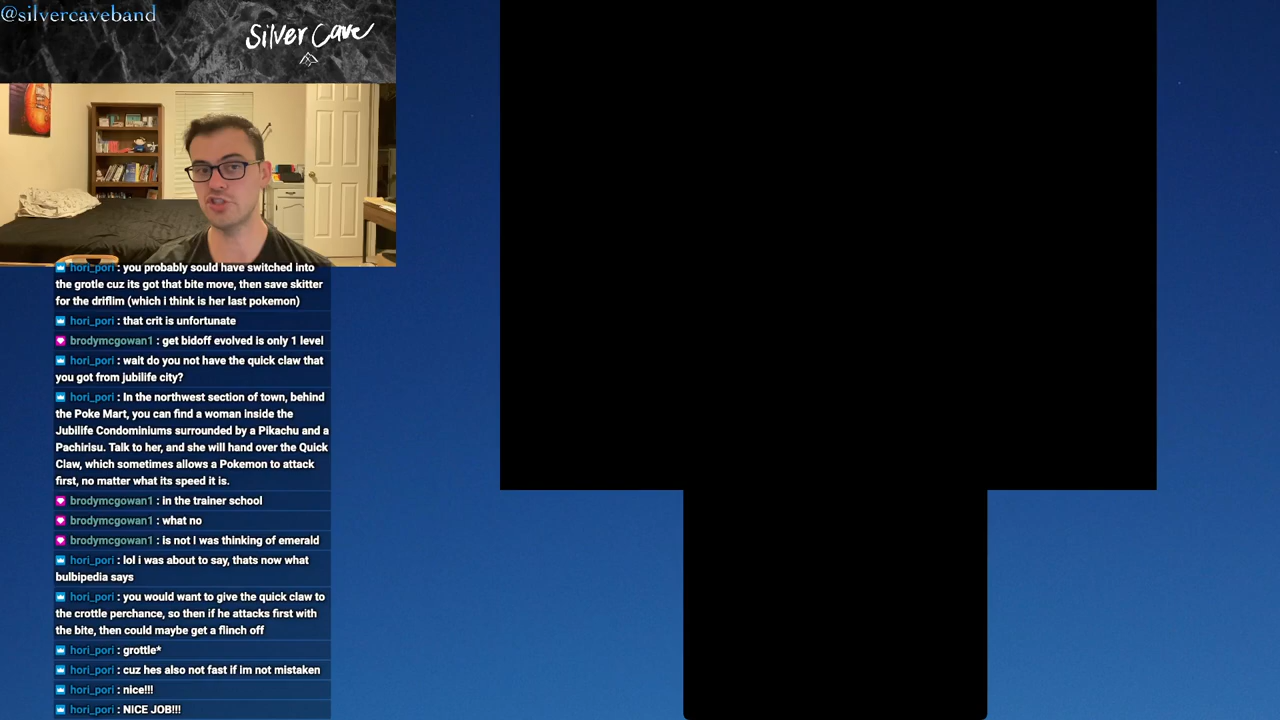 @silvercaveband
Silver Cave
hori_pori : you probably sould have switched into
the grotle cuz its got that bite move, then save skitter
for the driflim (which i think is her last pokemon)
hori_pori : that crit is unfortunate
brodymcgowan1 : get bidoff evolved is only 1 level
hori_pori : wait do you not have the quick claw that
you got from jubilife city?
hori_pori : In the northwest section of town, behind
the Poke Mart, you can find a woman inside the
Jubilife Condominiums surrounded by a Pikachu and a
Pachirisu. Talk to her, and she will hand over the Quick
Claw, which sometimes allows a Pokemon to attack
first, no matter what its speed it is.
brodymcgowan1 : in the trainer school
brodymcgowan1 : what no
brodymcgowan1 : is not I was thinking of emerald
hori_pori : lol i was about to say, thats now what
bulbipedia says
hori_pori : you would want to give the quick claw to
the crottle perchance, so then if he attacks first with
the bite, then could maybe get a flinch off
hori_pori : grottle*
hori_pori : cuz hes also not fast if im not mistaken
hori_pori : nice!!!
hori_pori : NICE JOB!!!